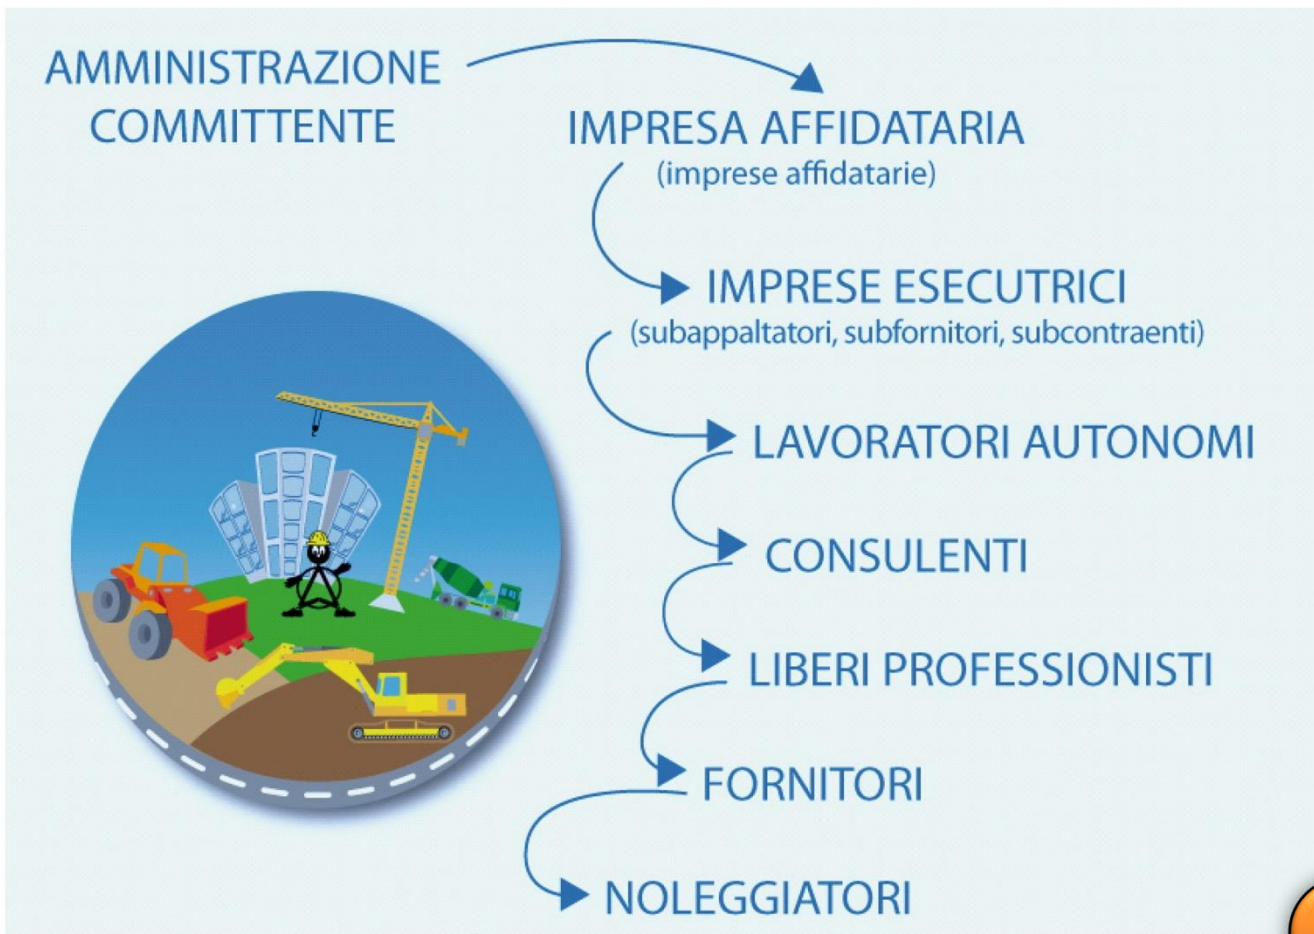 AMMINISTRAZIONE
COMMITTENTE
IMPRESA AFFIDATARIA
(imprese affidatarie)
IMPRESE ESECUTRICI
(subappaltatori, subfornitori, subcontraenti)
LAVORATORI AUTONOMI
CONSULENTI
LIBERI PROFESSIONISTI
FORNITORI
NOLEGGIATORI